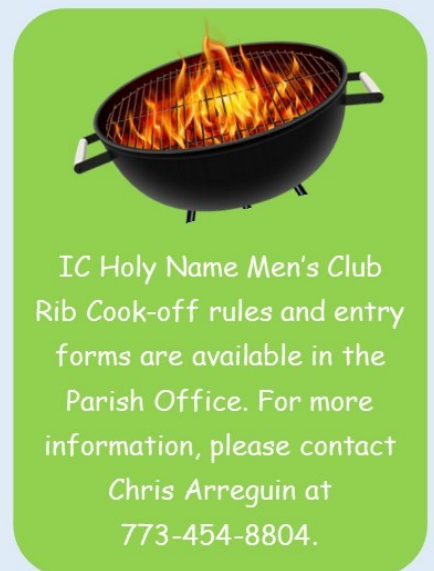 IC Holy Name Men's Club
Rib Cook-off rules and entry
forms are available in the
Parish Office. For more
information, please contact
Chris Arreguin at
773-454-8804.